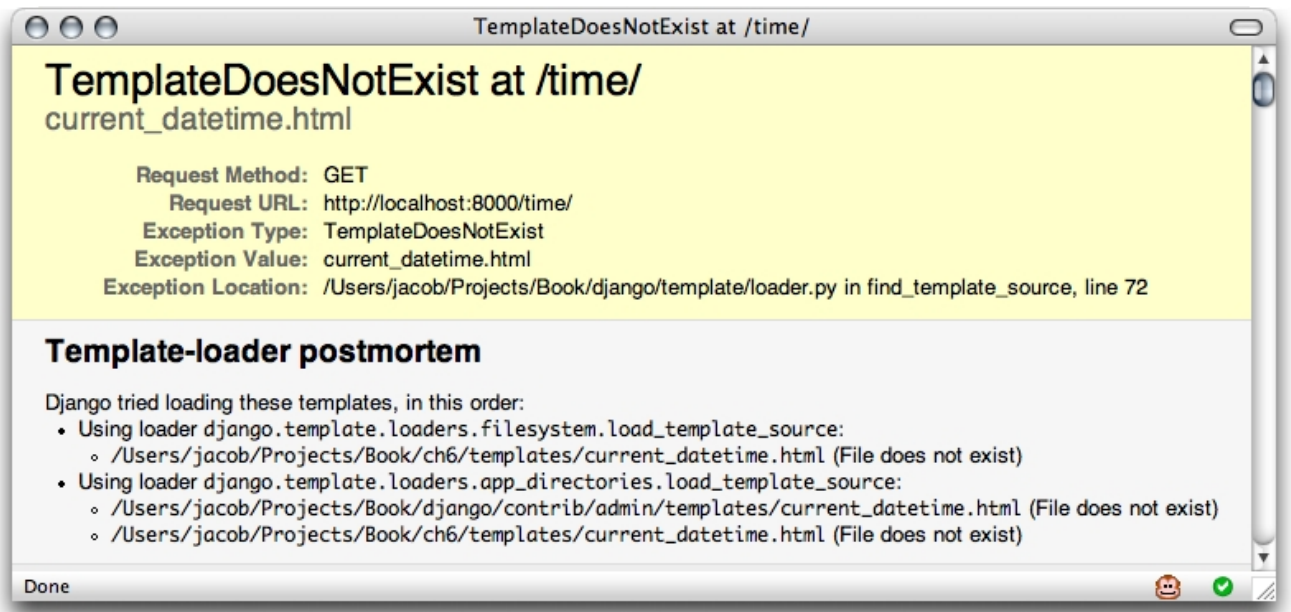 TemplateDoesNotExist at /time/
TemplateDoesNotExist at /time/
current_datetime.html
Request Method: GET
Request URL: http://localhost:8000/time/
Exception Type: TemplateDoesNotExist
Exception Value: current_datetime.html
Exception Location: /Users/jacob/Projects/Book/django/template/loader.py in find_template_source, line 72
Template-loader postmortem
Django tried loading these templates, in this order:
• Using loader django.template.loaders.filesystem.load_template_source:
◦ /Users/jacob/Projects/Book/ch6/templates/current_datetime.html (File does not exist)
• Using loader django.template.loaders.app_directories.load_template_source:
◦ /Users/jacob/Projects/Book/django/contrib/admin/templates/current_datetime.html (File does not exist)
◦ /Users/jacob/Projects/Book/ch6/templates/current_datetime.html (File does not exist)
Done